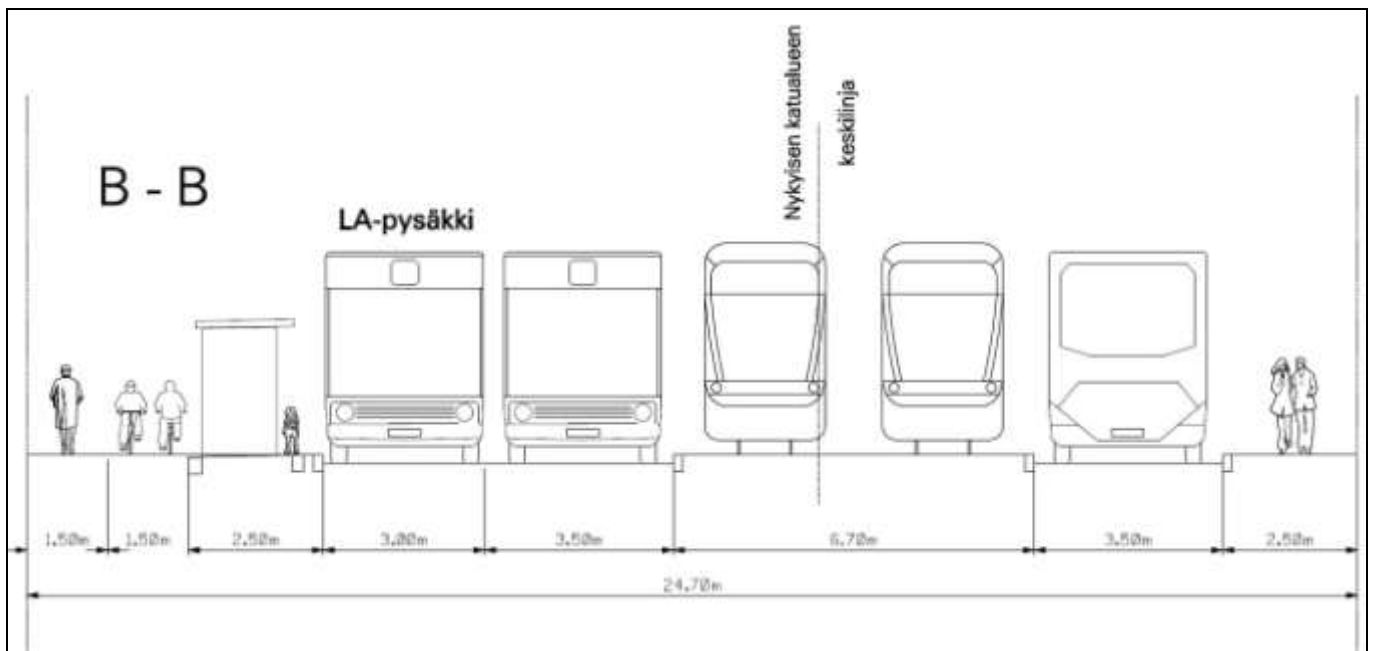 Nykyisen katualueen
keskilinja
B - B
LA-pysäkki
1.50m 1.50m 2.50m 3.00m 3.50m 6.70m 3.50m 2.50m
24.70m